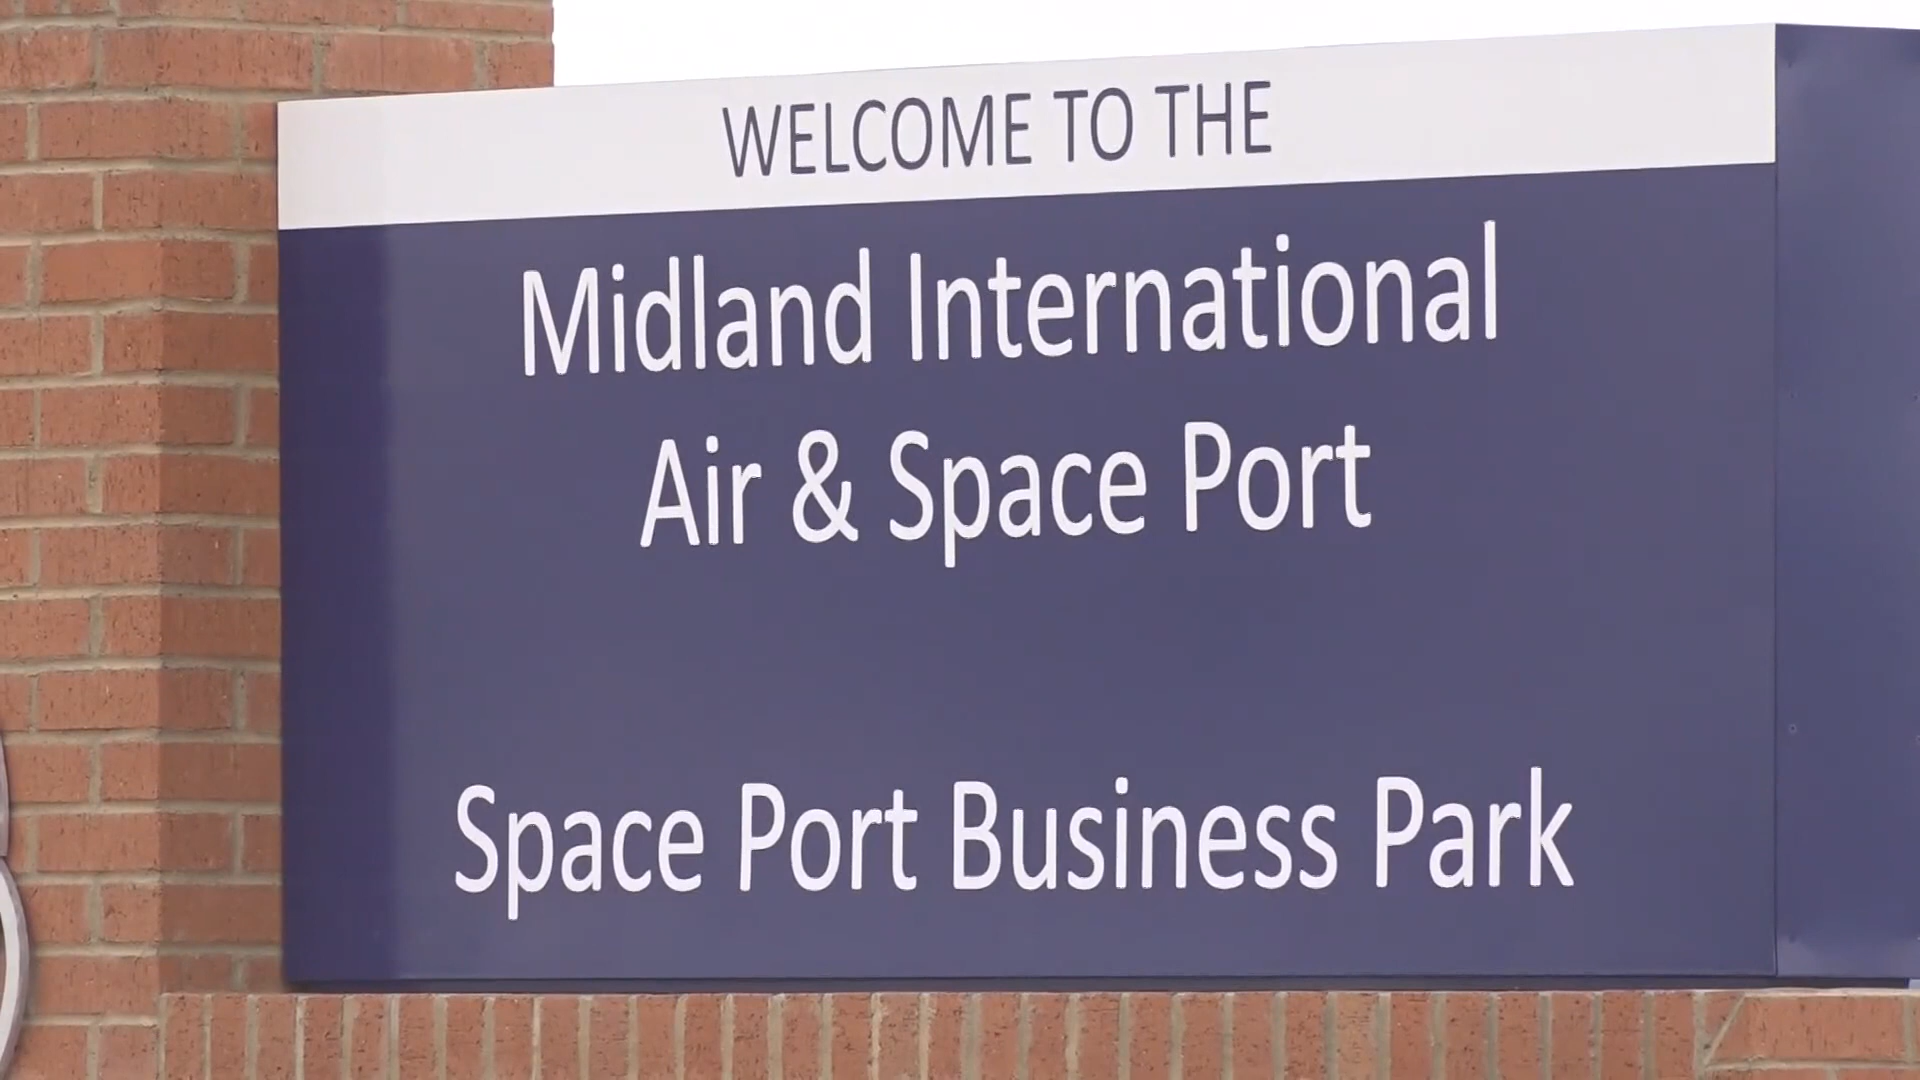 WELCOME TO THE
Midland International
Air & Space Port
Space Port Business Park